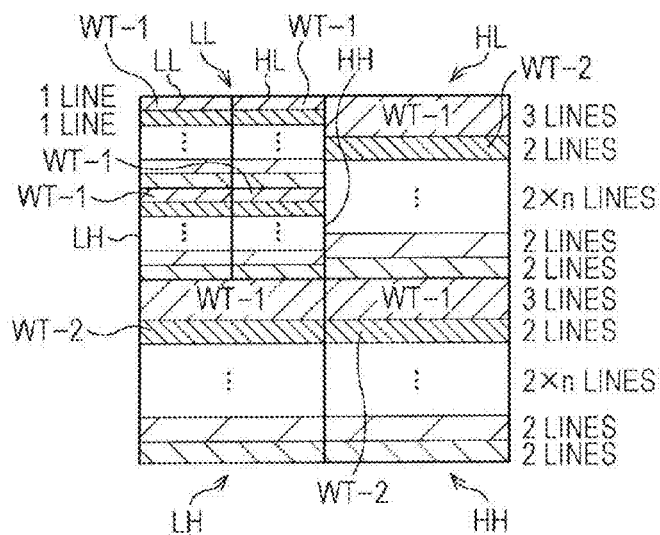 WT-1 LL LL HL WT-1 HH HL WT-2
1 LINE WT-1 3 LINES
1 LINE 2 LINES
WT-1
WT-1 2×n LINES
LH 2 LINES
2 LINES
WT-1 WT-1 3 LINES
WT-2 2 LINES
2×n LINES
2 LINES
2 LINES
LH WT-2 HH